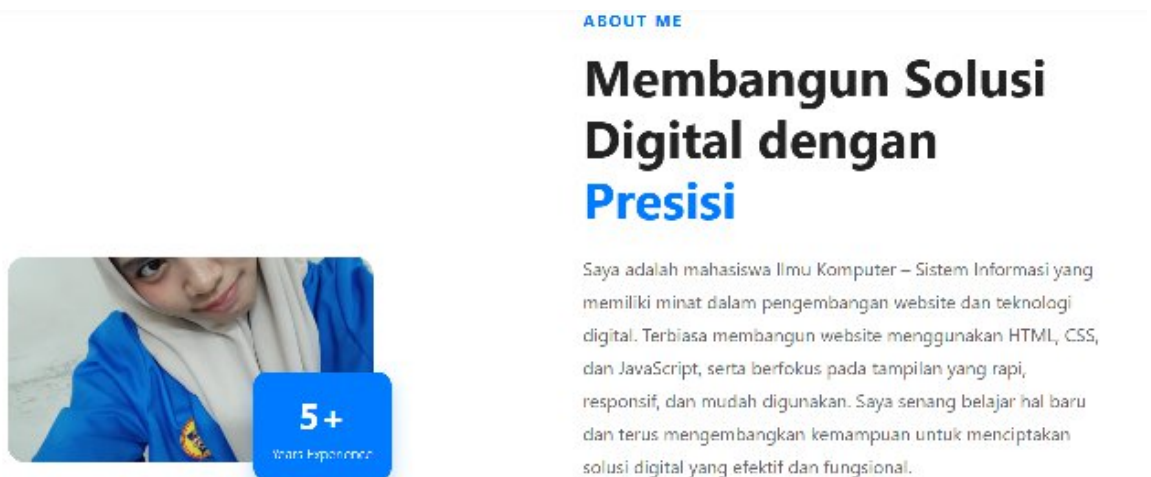 ABOUT ME
Membangun Solusi
Digital dengan
Presisi
Saya adalah mahasiswa Ilmu Komputer – Sistem Informasi yang
memiliki minat dalam pengembangan website dan teknologi
digital. Terbiasa membangun website menggunakan HTML, CSS,
dan JavaScript, serta berfokus pada tampilan yang rapi,
responsif, dan mudah digunakan. Saya senang belajar hal baru
dan terus mengembangkan kemampuan untuk menciptakan
solusi digital yang efektif dan fungsional.
5+
Years Experience